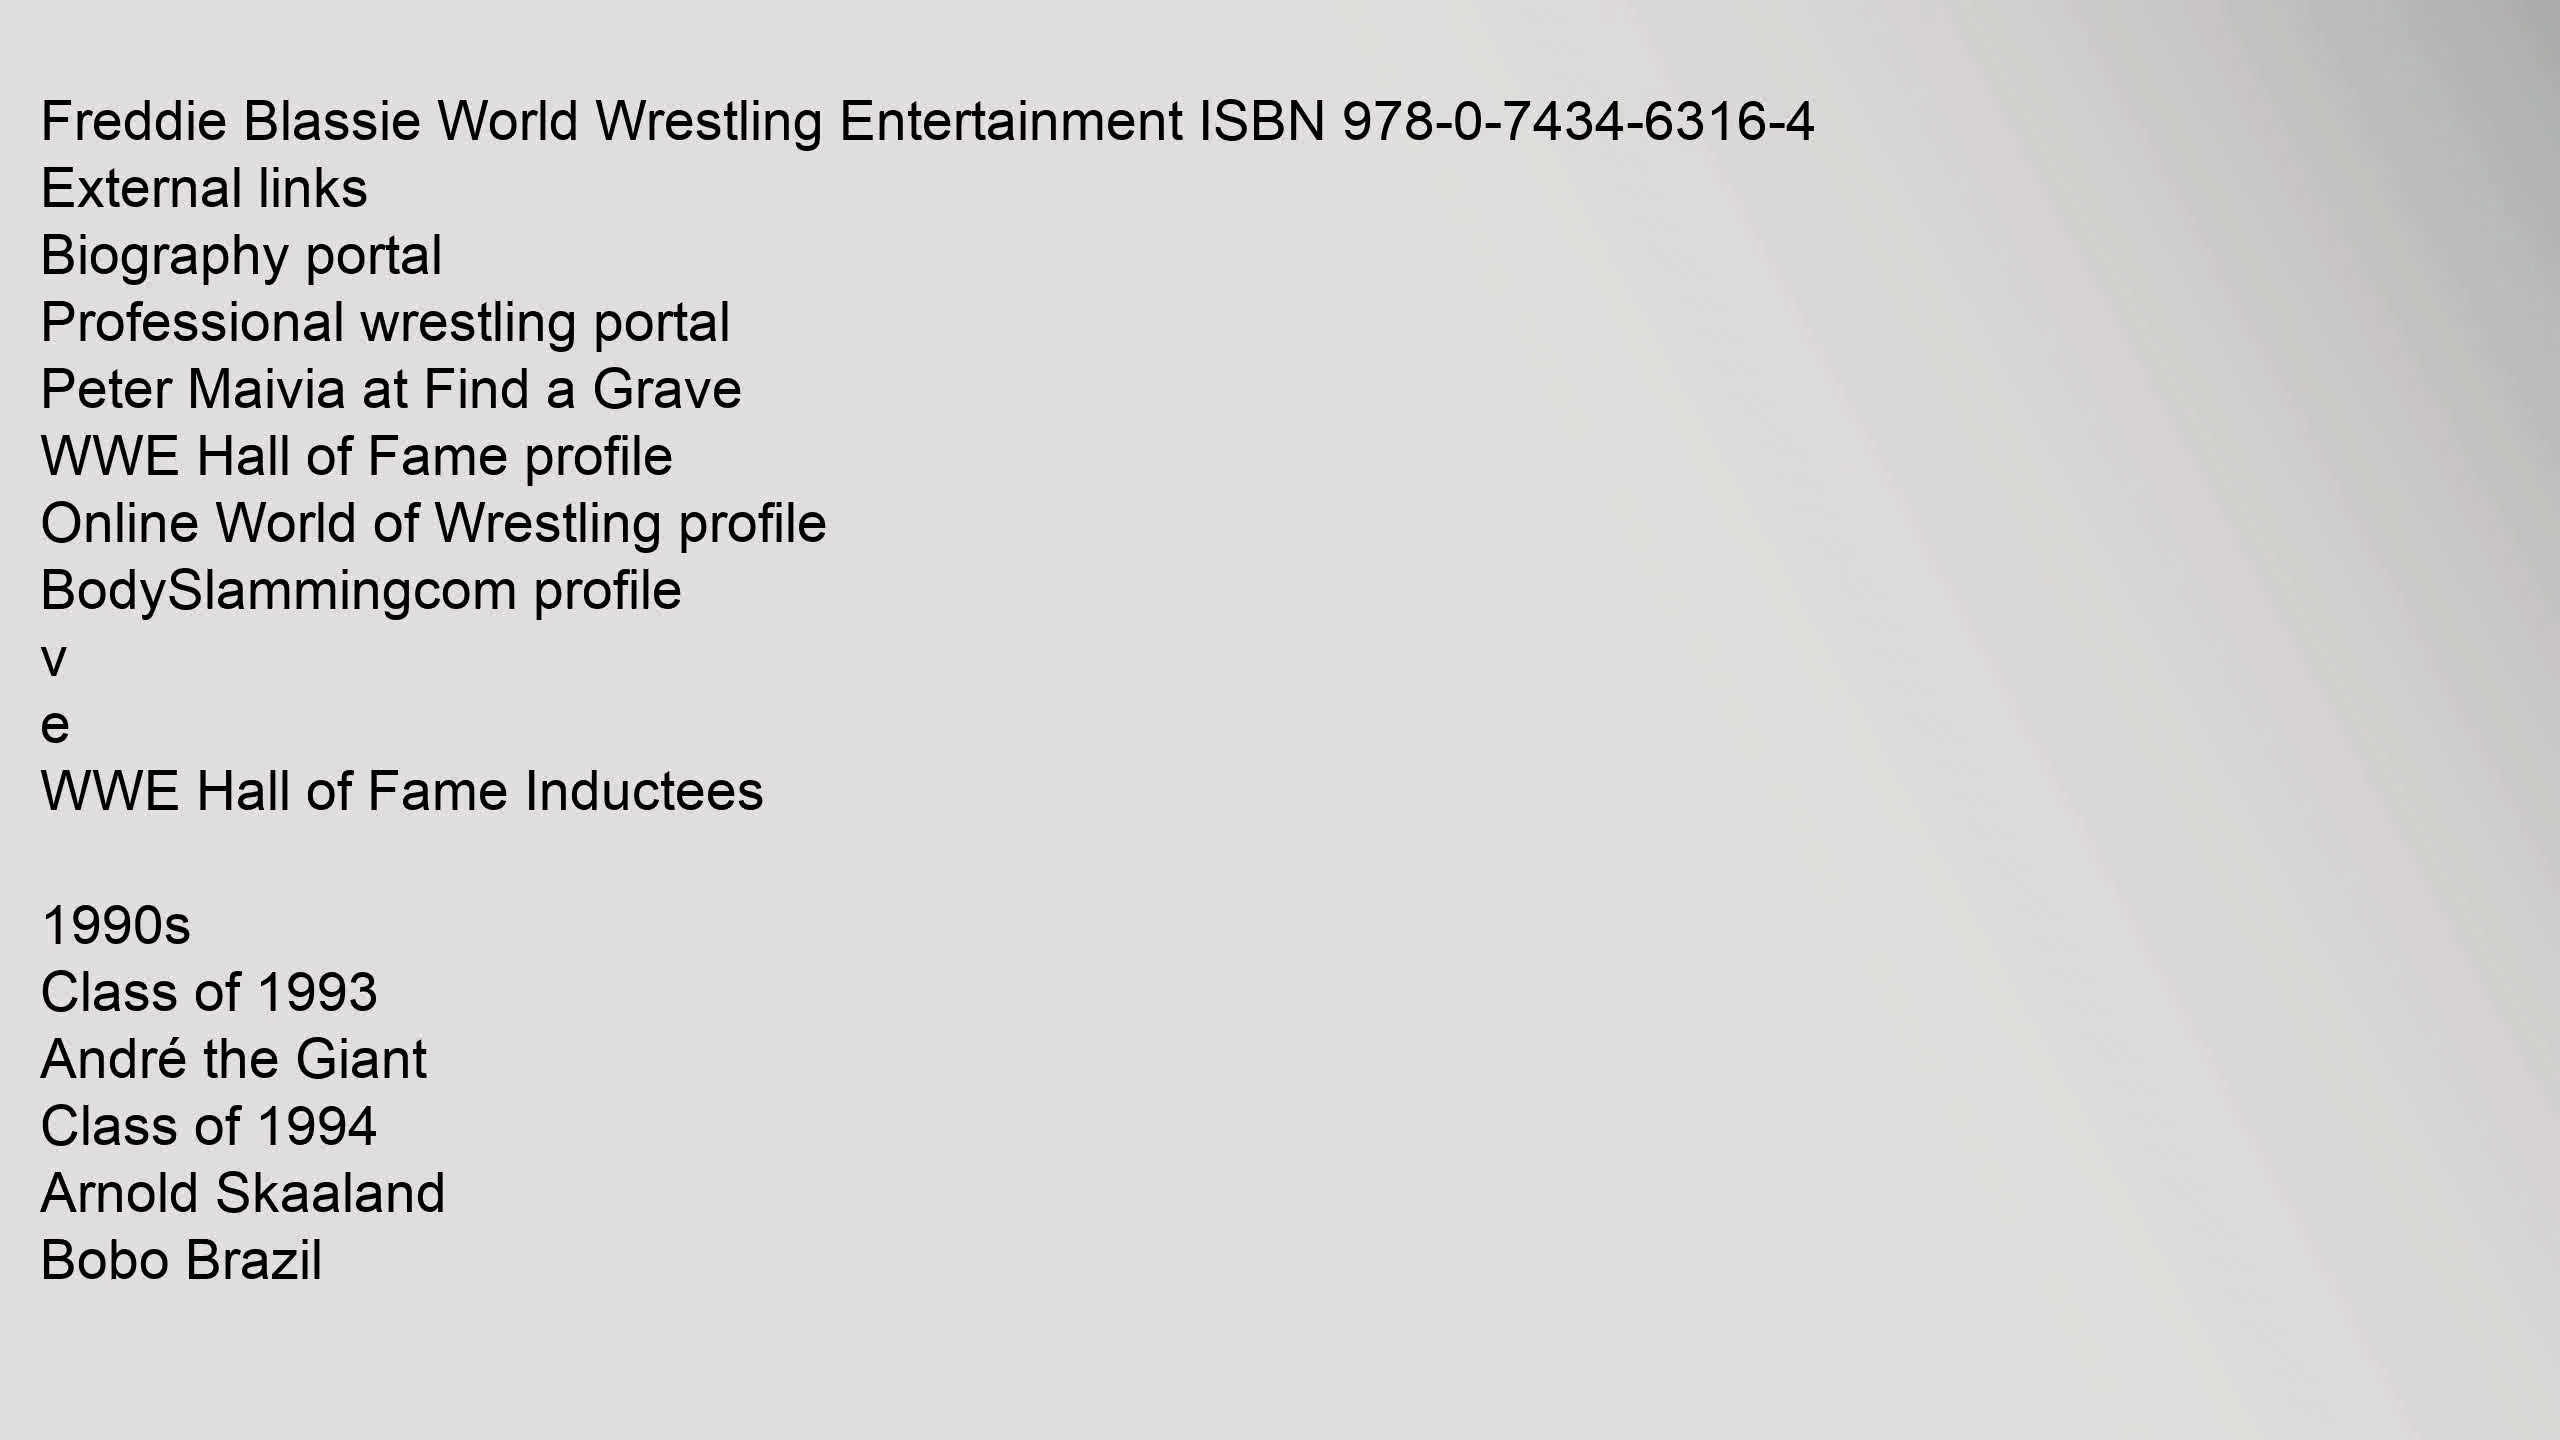 Freddie Blassie World Wrestling Entertainment ISBN 978-0-7434-6316-4
External links
Biography portal
Professional wrestling portal
Peter Maivia at Find a Grave
WWE Hall of Fame profile
Online World of Wrestling profile
BodySlammingcom profile
v
e
WWE Hall of Fame Inductees
1990s
Class of 1993
André the Giant
Class of 1994
Arnold Skaaland
Bobo Brazil